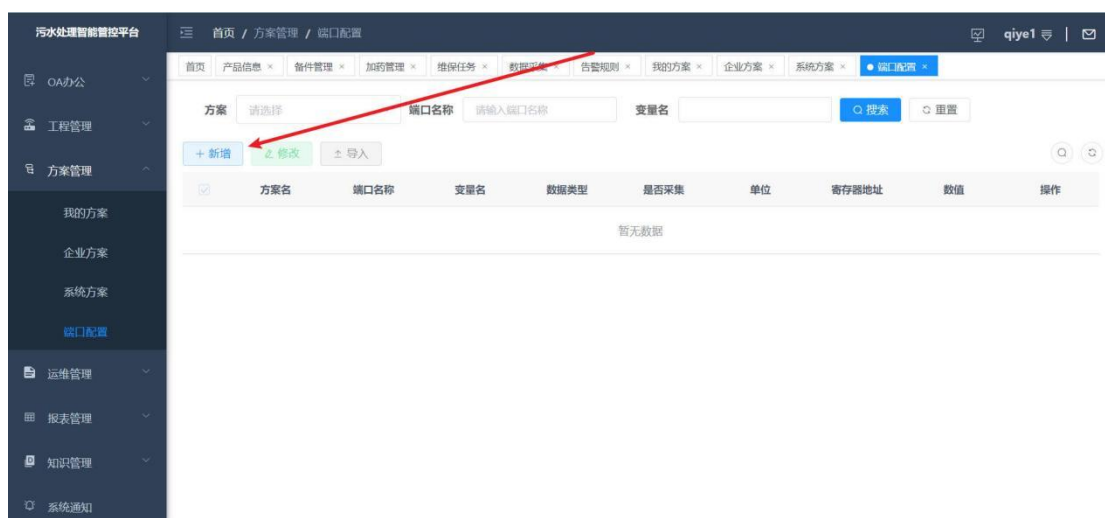 污水处理智能管控平台
首页 / 方案管理 / 端口配置
qiye1
首页 产品信息 × 备件管理 × 加药管理 × 维保任务 × 数据采集 × 告警规则 × 我的方案 × 企业方案 × 系统方案 × 端口配置 ×
OA办公
工程管理
方案管理
我的方案
企业方案
系统方案
端口配置
运维管理
报表管理
知识管理
系统通知
方案 请选择 端口名称 请输入端口名称 变量名 搜索 重置
+ 新增 修改 导入
方案名 端口名称 变量名 数据类型 是否采集 单位 寄存器地址 数值 操作
暂无数据